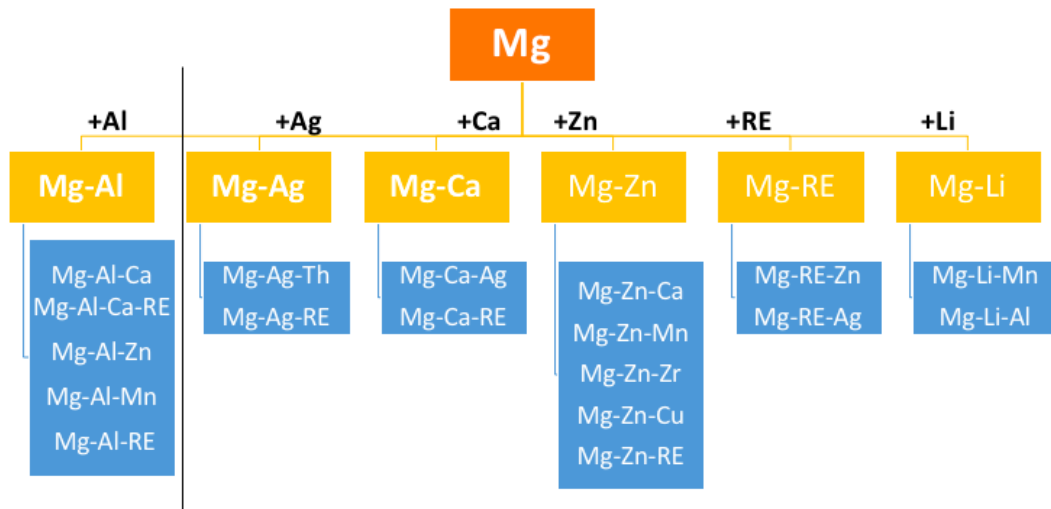 Mg
+Al
+Ag
+Ca
+Zn
+RE
+Li
Mg-Al
Mg-Ag
Mg-Ca
Mg-Zn
Mg-RE
Mg-Li
Mg-Al-Ca
Mg-Al-Ca-RE
Mg-Al-Zn
Mg-Al-Mn
Mg-Al-RE
Mg-Ag-Th
Mg-Ag-RE
Mg-Ca-Ag
Mg-Ca-RE
Mg-Zn-Ca
Mg-Zn-Mn
Mg-Zn-Zr
Mg-Zn-Cu
Mg-Zn-RE
Mg-RE-Zn
Mg-RE-Ag
Mg-Li-Mn
Mg-Li-Al